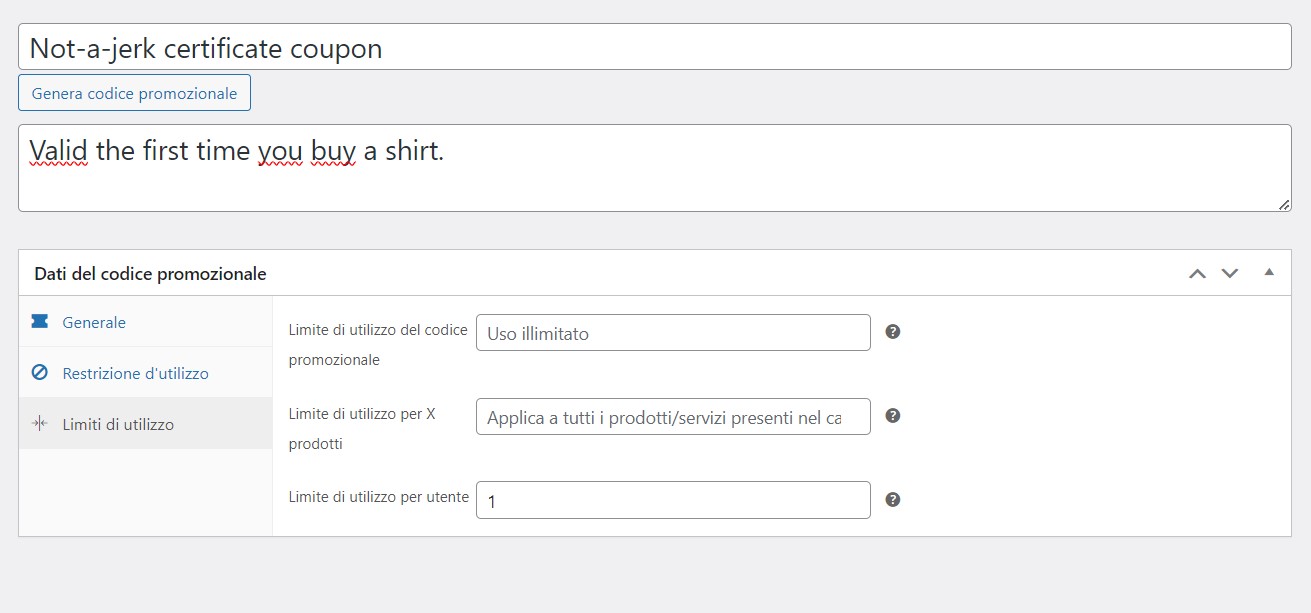 Not-a-jerk certificate coupon
Genera codice promozionale
Valid the first time you buy a shirt.
Dati del codice promozionale
Generale
Restrizione d'utilizzo
Limiti di utilizzo
Limite di utilizzo del codice
promozionale
Uso illimitato
Limite di utilizzo per X
prodotti
Applica a tutti i prodotti/servizi presenti nel ca
Limite di utilizzo per utente
1